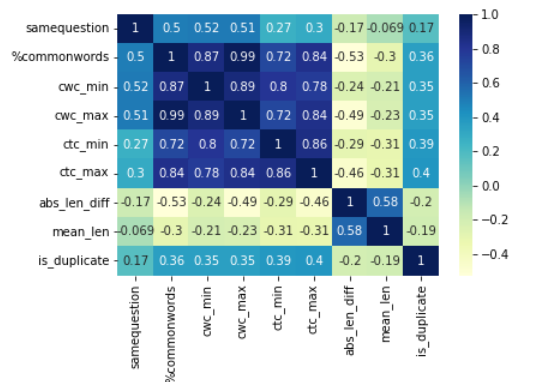 samequestion 1 0.5 0.52 0.51 0.27 0.3 -0.17 -0.069 0.17
%commonwords 0.5 1 0.87 0.99 0.72 0.84 -0.53 -0.3 0.36
cwc_min 0.52 0.87 1 0.89 0.8 0.78 -0.24 -0.21 0.35
cwc_max 0.51 0.99 0.89 1 0.72 0.84 -0.49 -0.23 0.35
ctc_min 0.27 0.72 0.8 0.72 1 0.86 -0.29 -0.31 0.39
ctc_max 0.3 0.84 0.78 0.84 0.86 1 -0.46 -0.31 0.4
abs_len_diff -0.17 -0.53 -0.24 -0.49 -0.29 -0.46 1 0.58 -0.2
mean_len -0.069 -0.3 -0.21 -0.23 -0.31 -0.31 0.58 1 -0.19
is_duplicate 0.17 0.36 0.35 0.35 0.39 0.4 -0.2 -0.19 1
samequestion
%commonwords
cwc_min
cwc_max
ctc_min
ctc_max
abs_len_diff
mean_len
is_duplicate
1.0
0.8
0.6
0.4
0.2
0.0
−0.2
−0.4